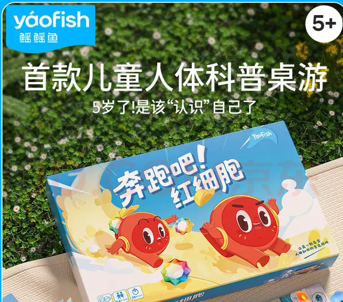 yáofish
鳐鳐鱼
5+
首款儿童人体科普桌游
5岁了!是该“认识”自己了
Yaofish
奔跑吧!
红细胞